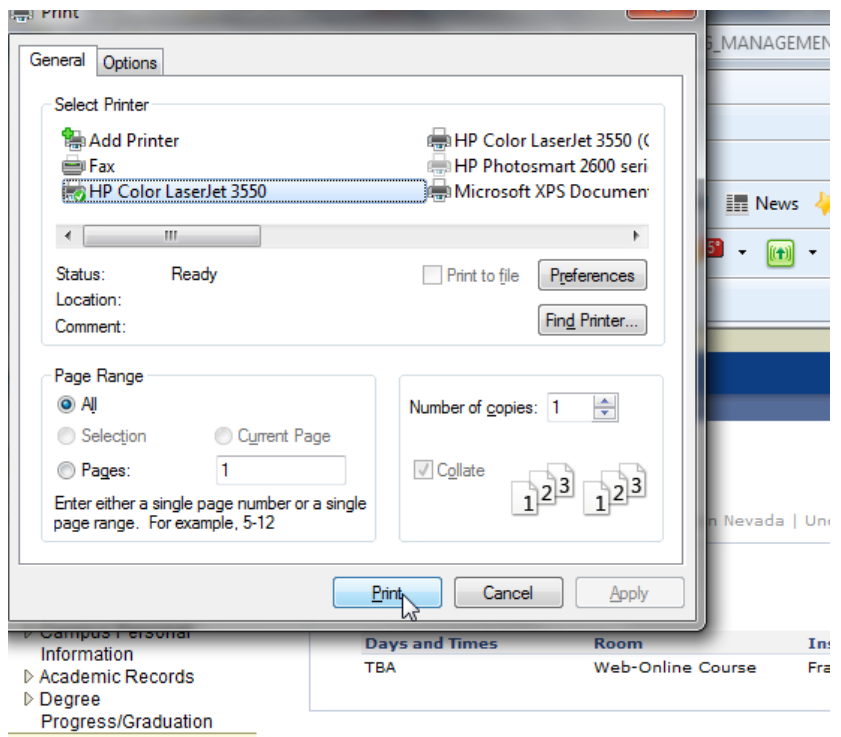 Print
General Options
G_MANAGEMEN
Select Printer
Add Printer
HP Color LaserJet 3550 (C
Fax
HP Photosmart 2600 seri
HP Color LaserJet 3550
Microsoft XPS Documen
News
Status: Ready
Print to file
Preferences
5°
Location:
Comment:
Find Printer...
Page Range
All
Number of copies: 1
Selection
Current Page
Pages: 1
Collate
1 2 3 1 2 3
Enter either a single page number or a single
page range. For example, 5-12
n Nevada | Un
Print
Cancel
Apply
Campus Personal
Information
Days and Times Room Ins
TBA Web-Online Course Fra
Academic Records
Degree
Progress/Graduation